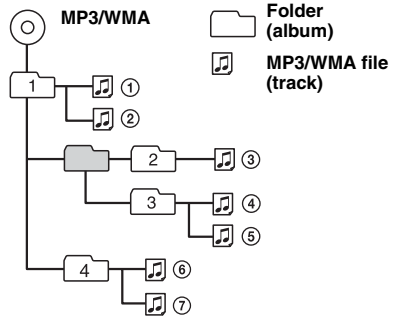 MP3/WMA
Folder
(album)
MP3/WMA file
(track)
1
①
②
2
③
3
④
⑤
4
⑥
⑦